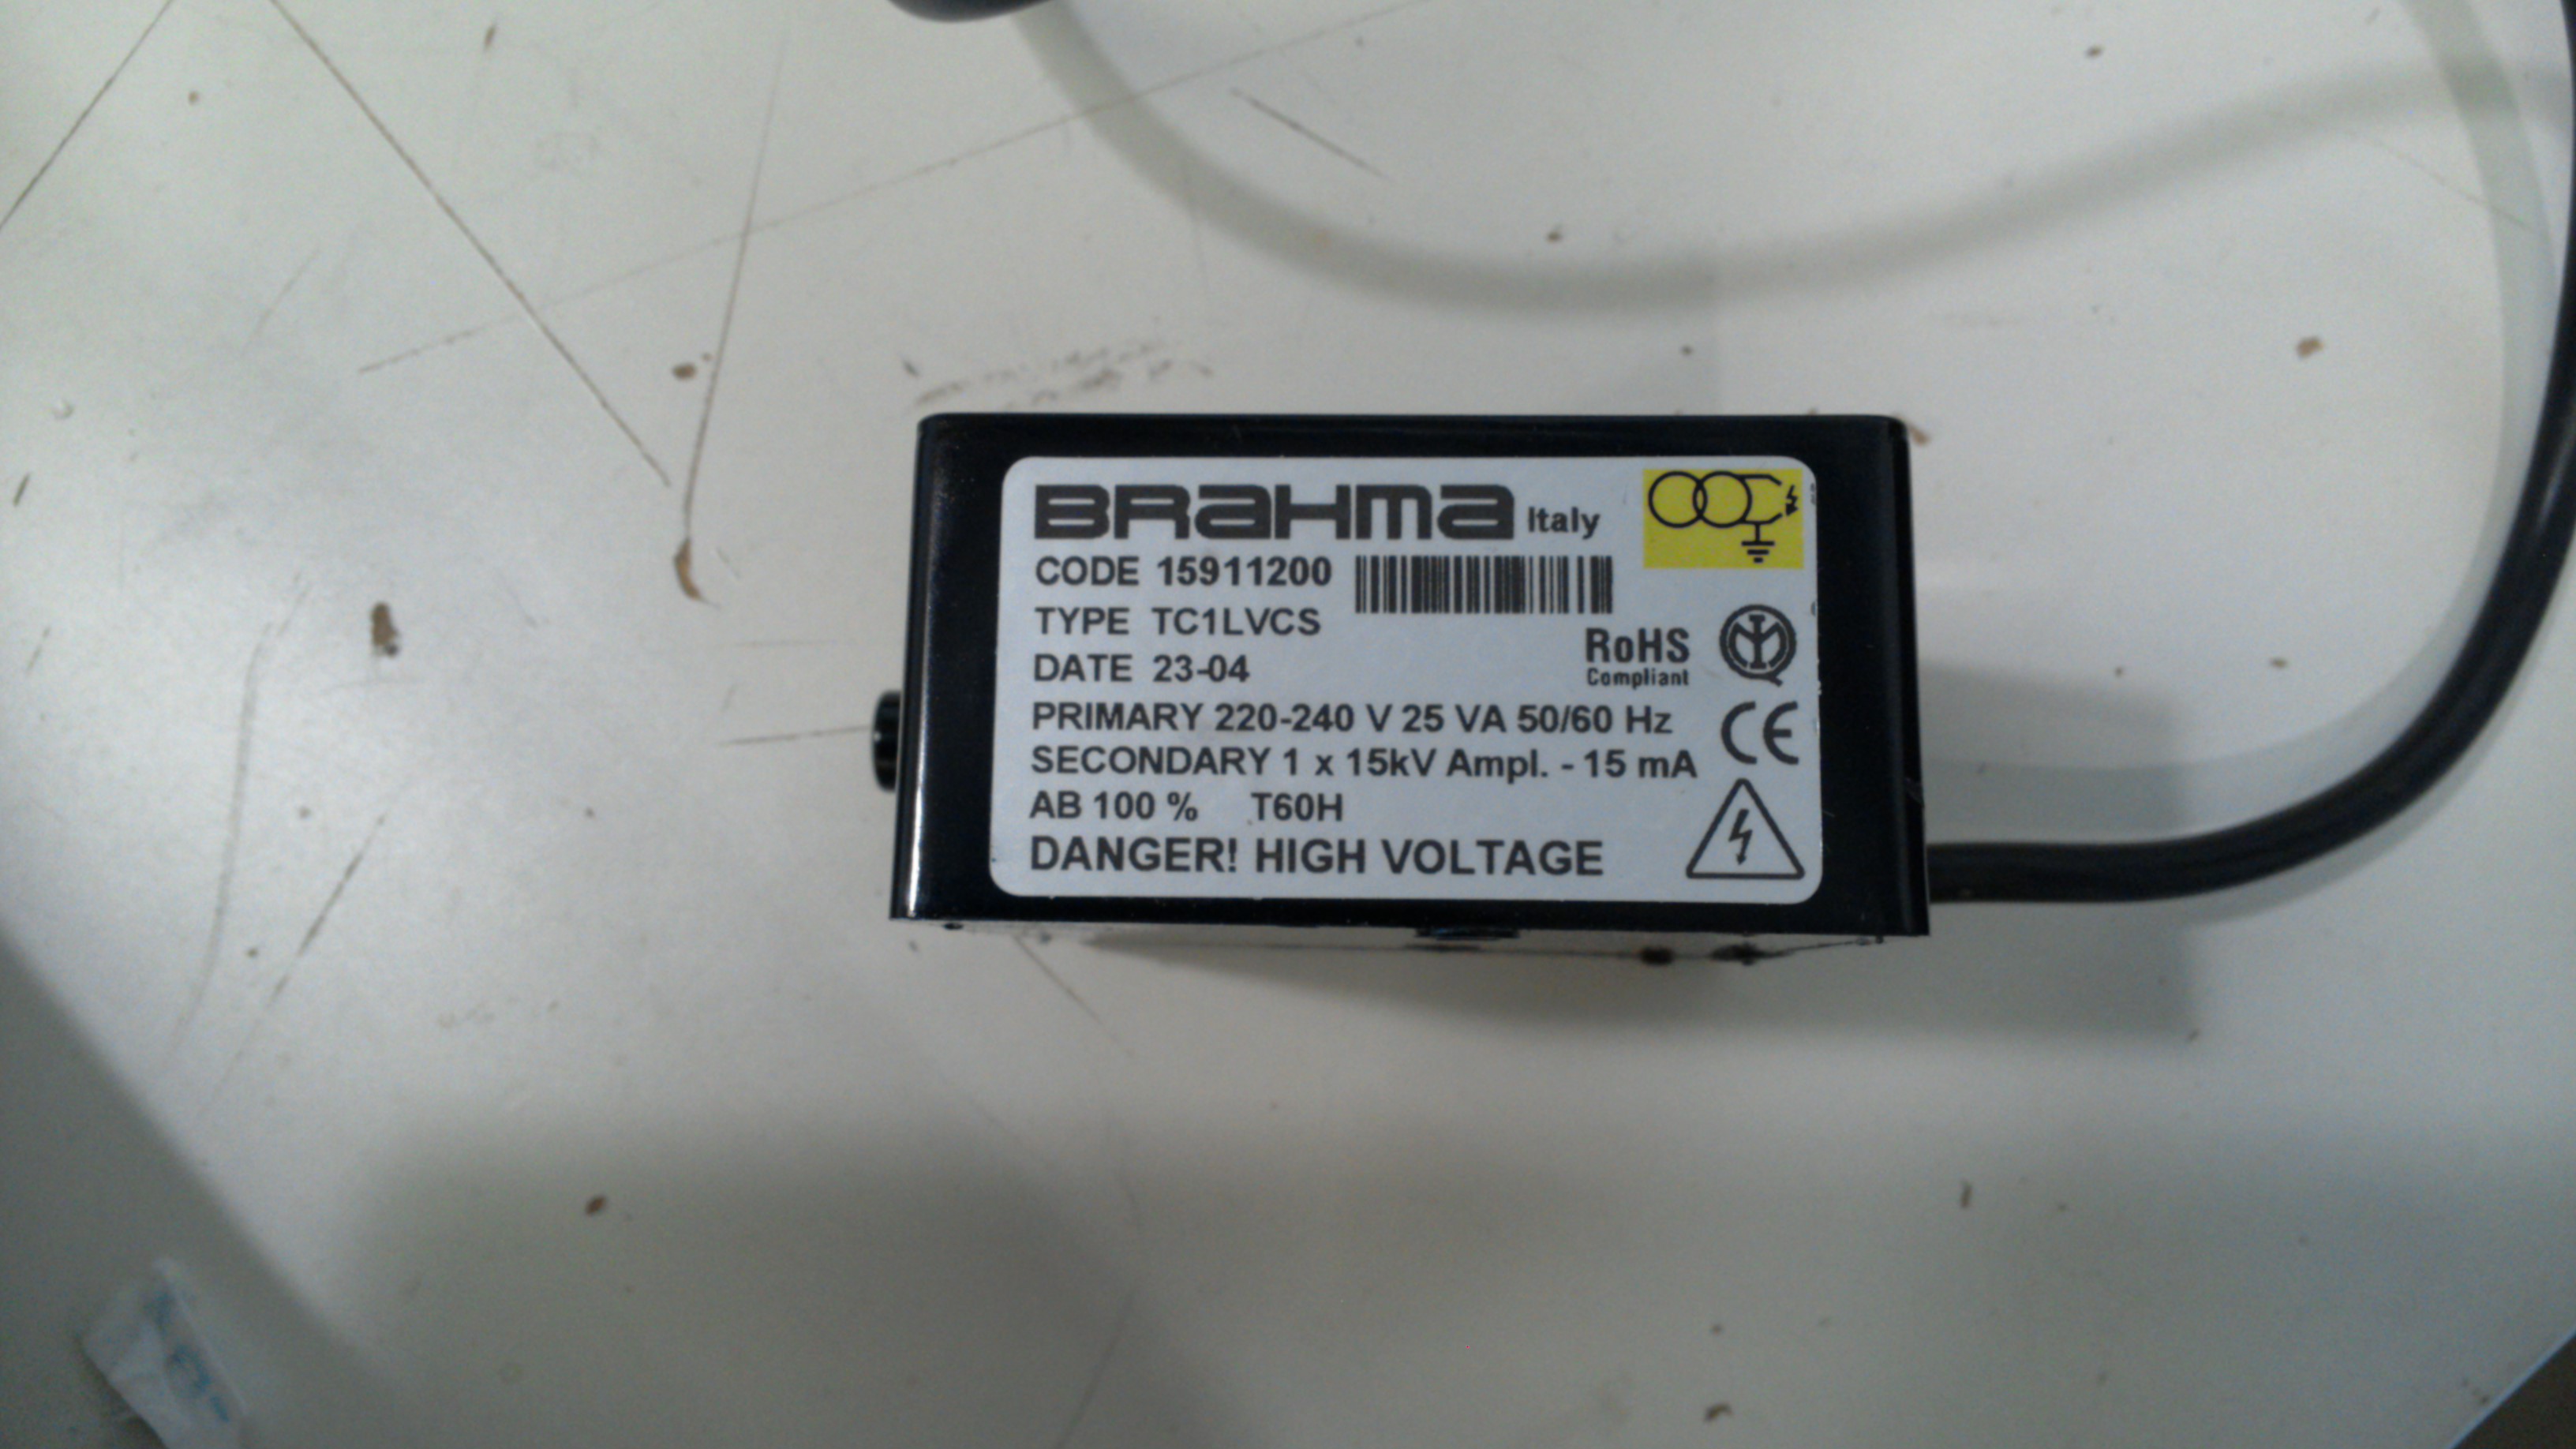 BRAHMA Italy
CODE 15911200
TYPE TC1LVCS
DATE 23-04
RoHS
Compliant
PRIMARY 220-240 V 25 VA 50/60 Hz
CE
SECONDARY 1 x 15kV Ampl. - 15 mA
AB 100 % T60H
DANGER! HIGH VOLTAGE